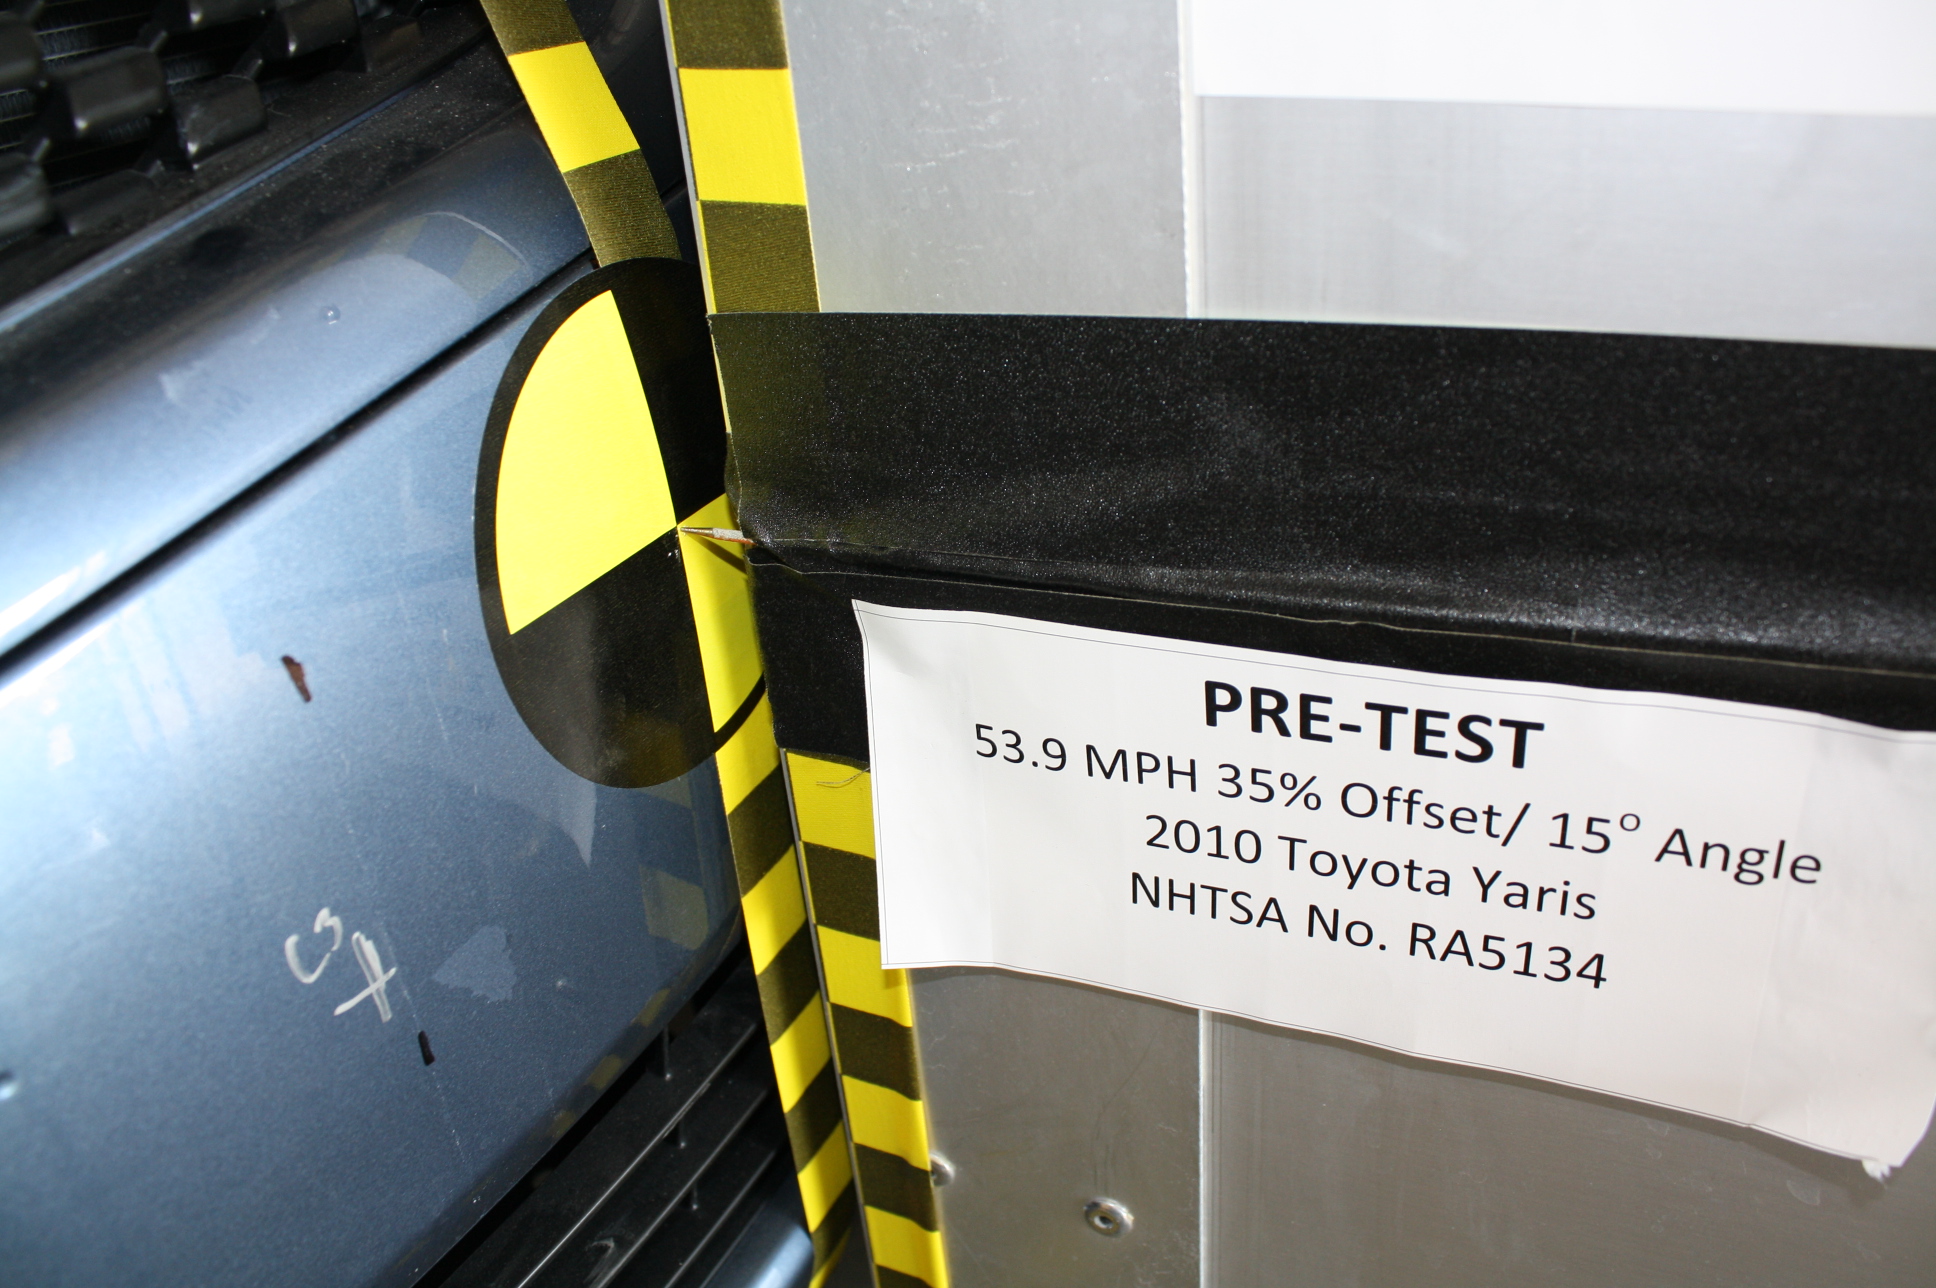 PRE-TEST
53.9 MPH 35% Offset/ 15° Angle
2010 Toyota Yaris
NHTSA No. RA5134